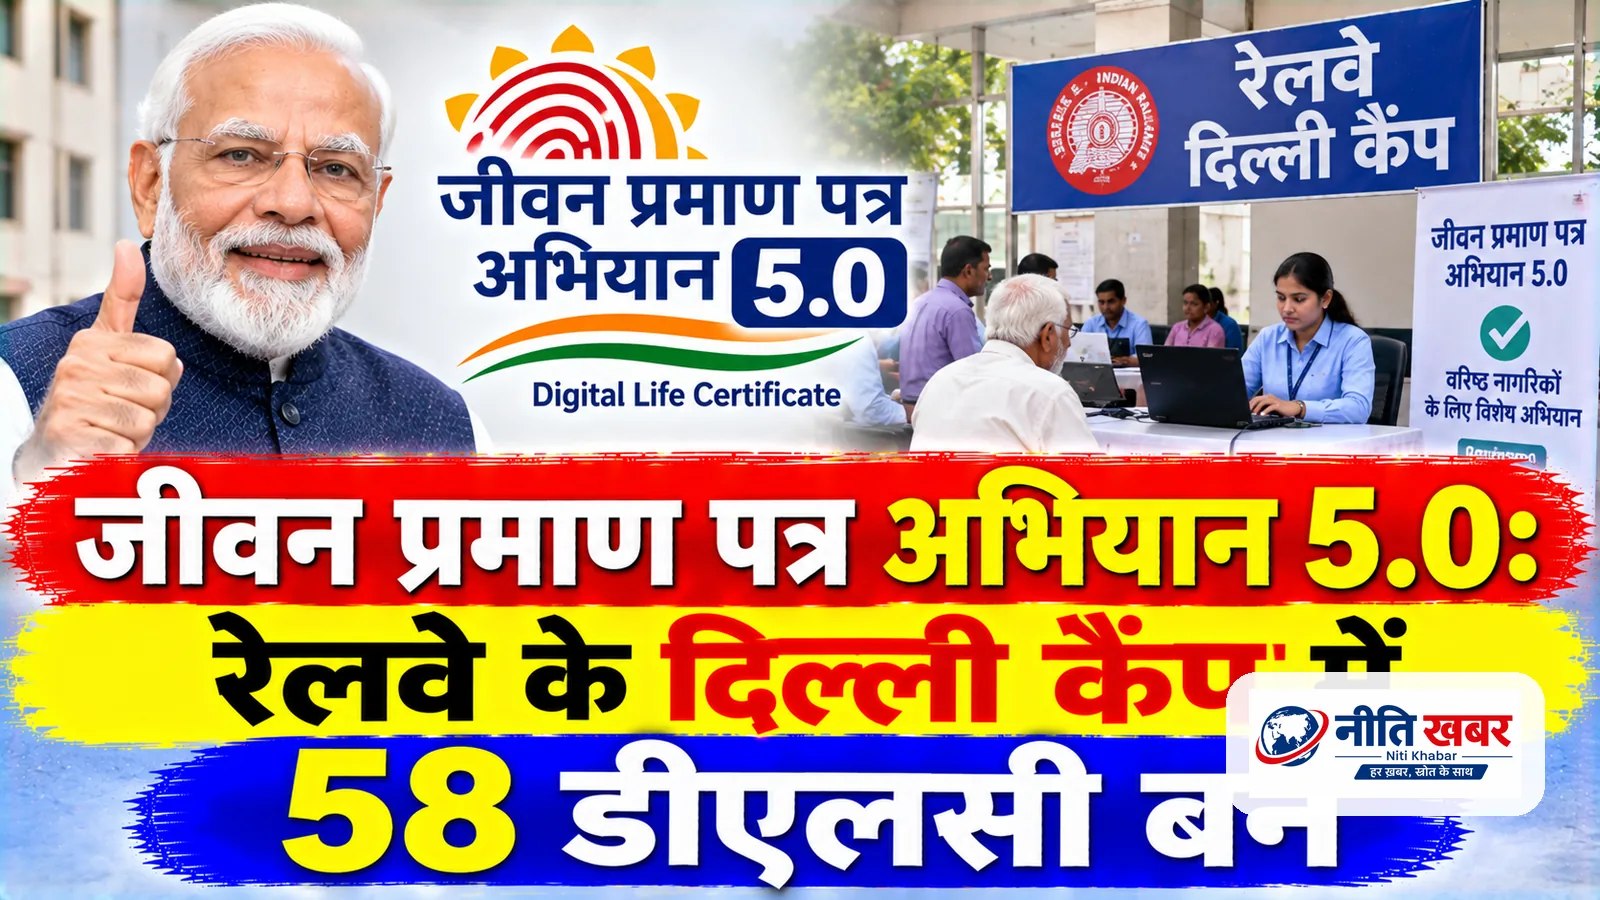 जीवन प्रमाण पत्र
अभियान 5.0
Digital Life Certificate
INDIAN
रेलवे
दिल्ली कैंप
जीवन प्रमाण पत्र
अभियान 5.0
वरिष्ठ नागरिकों
के लिए विशेष अभियान
जीवन प्रमाण पत्र अभियान 5.0:
रेलवे के दिल्ली कैंप में
58 डीएलसी बने
नीति खबर
Niti Khabar
हर ख़बर, स्रोत के साथ